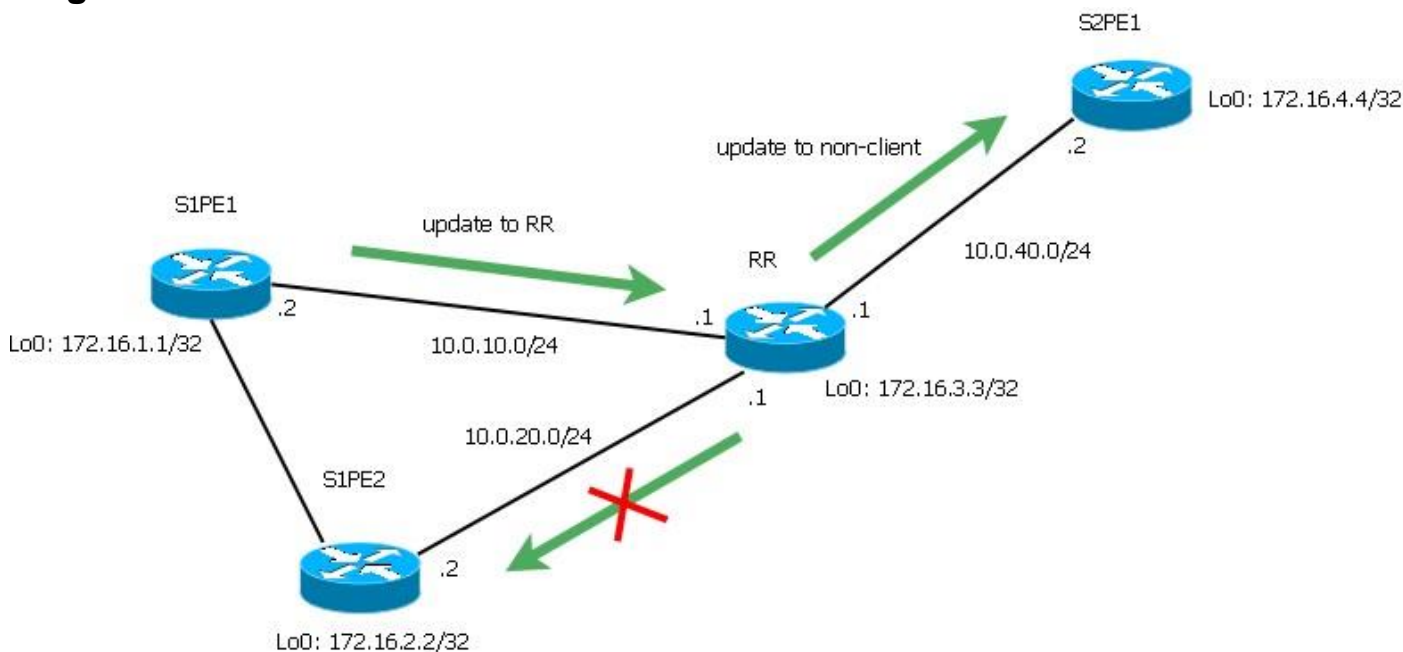 S2PE1
Lo0: 172.16.4.4/32
update to non-client
.2
S1PE1
update to RR
10.0.40.0/24
RR
.2
.1
.1
Lo0: 172.16.1.1/32
10.0.10.0/24
Lo0: 172.16.3.3/32
.1
10.0.20.0/24
S1PE2
.2
Lo0: 172.16.2.2/32